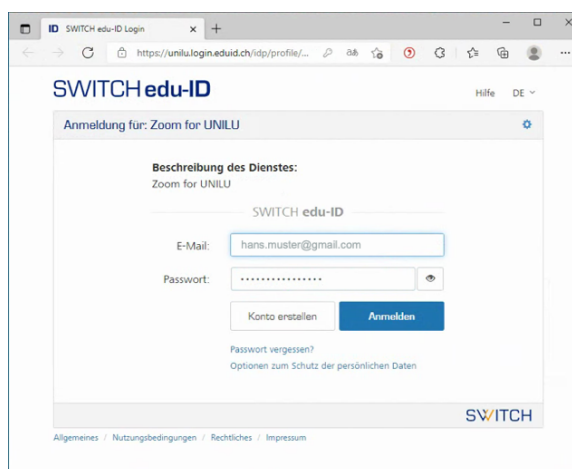 ID SWITCH edu-ID Login
https://unilu.login.eduid.ch/idp/profile/...
SWITCH edu-ID
Hilfe DE
Anmeldung für: Zoom for UNILU
Beschreibung des Dienstes:
Zoom for UNILU
SWITCH edu-ID
E-Mail: hans.muster@gmail.com
Passwort: ................
Konto erstellen Anmelden
Passwort vergessen?
Optionen zum Schutz der persönlichen Daten
SWITCH
Allgemeines / Nutzungsbedingungen / Rechtliches / Impressum